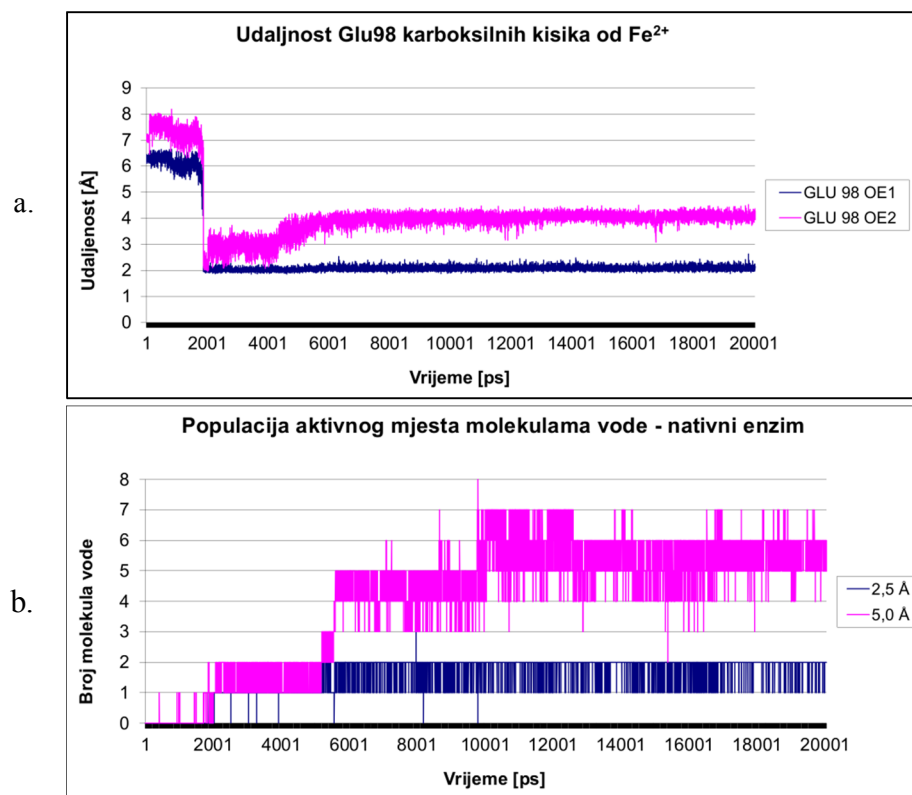 a.
Udaljnost Glu98 karboksilnih kisika od Fe²⁺
Udaljenost [Å]
9
8
7
6
5
4
3
2
1
0
1 2001 4001 6001 8001 10001 12001 14001 16001 18001 20001
Vrijeme [ps]
GLU 98 OE1
GLU 98 OE2
b.
Populacija aktivnog mjesta molekulama vode - nativni enzim
Broj molekula vode
8
7
6
5
4
3
2
1
0
1 2001 4001 6001 8001 10001 12001 14001 16001 18001 20001
Vrijeme [ps]
2,5 Å
5,0 Å